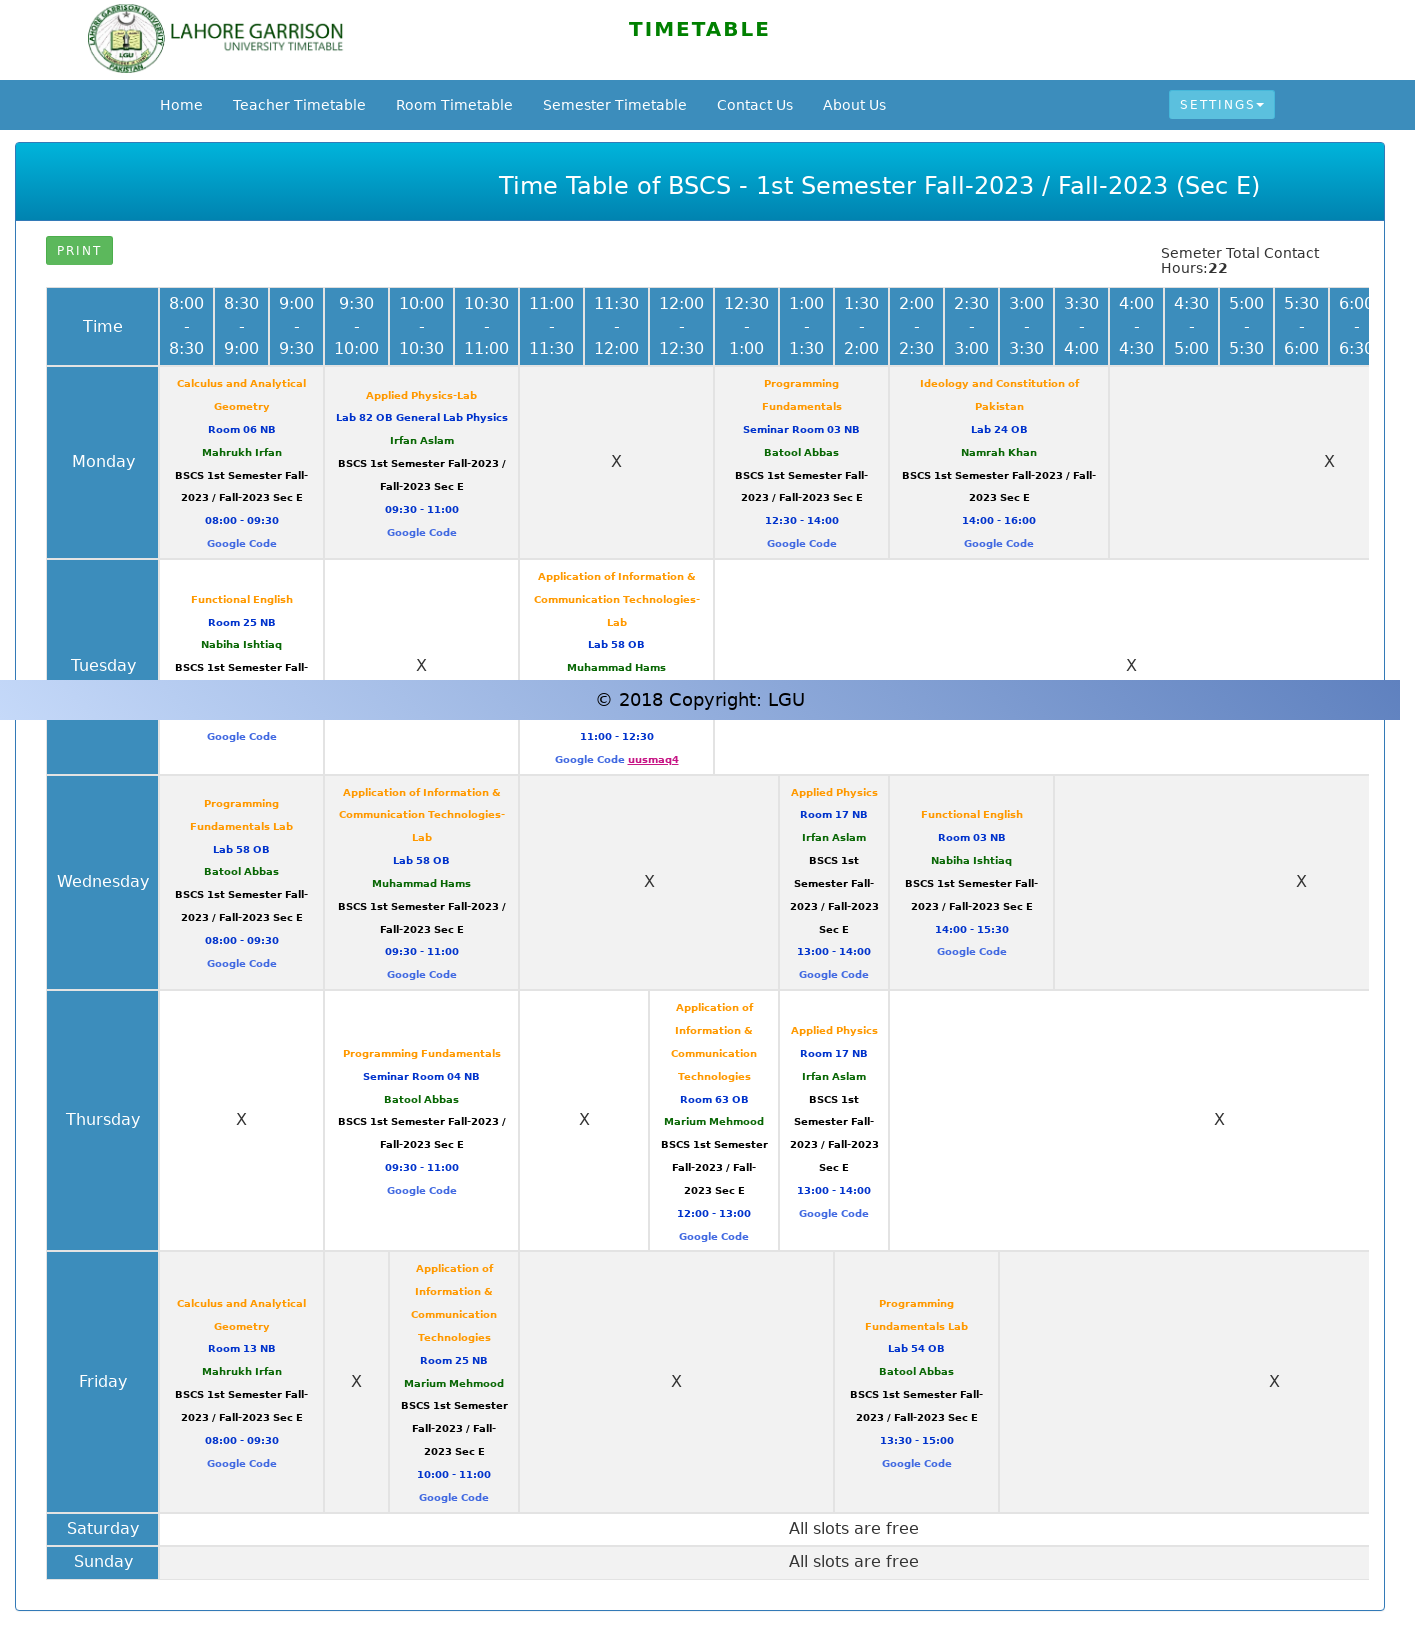 LAHORE GARRISON
UNIVERSITY TIMETABLE
TIMETABLE
Home Teacher Timetable Room Timetable Semester Timetable Contact Us About Us SETTINGS
Time Table of BSCS - 1st Semester Fall-2023 / Fall-2023 (Sec E)
PRINT
Semeter Total Contact
Hours:22
Time
8:00 - 8:30
8:30 - 9:00
9:00 - 9:30
9:30 - 10:00
10:00 - 10:30
10:30 - 11:00
11:00 - 11:30
11:30 - 12:00
12:00 - 12:30
12:30 - 1:00
1:00 - 1:30
1:30 - 2:00
2:00 - 2:30
2:30 - 3:00
3:00 - 3:30
3:30 - 4:00
4:00 - 4:30
4:30 - 5:00
5:00 - 5:30
5:30 - 6:00
6:00 - 6:30
Monday
Calculus and Analytical
Geometry
Room 06 NB
Mahrukh Irfan
BSCS 1st Semester Fall-
2023 / Fall-2023 Sec E
08:00 - 09:30
Google Code
Applied Physics-Lab
Lab 82 OB General Lab Physics
Irfan Aslam
BSCS 1st Semester Fall-2023 /
Fall-2023 Sec E
09:30 - 11:00
Google Code
X
Programming
Fundamentals
Seminar Room 03 NB
Batool Abbas
BSCS 1st Semester Fall-
2023 / Fall-2023 Sec E
12:30 - 14:00
Google Code
Ideology and Constitution of
Pakistan
Lab 24 OB
Namrah Khan
BSCS 1st Semester Fall-2023 / Fall-
2023 Sec E
14:00 - 16:00
Google Code
X
Tuesday
Functional English
Room 25 NB
Nabiha Ishtiaq
BSCS 1st Semester Fall-
Google Code
X
Application of Information &
Communication Technologies-
Lab
Lab 58 OB
Muhammad Hams
11:00 - 12:30
Google Code uusmaq4
X
© 2018 Copyright: LGU
Wednesday
Programming
Fundamentals Lab
Lab 58 OB
Batool Abbas
BSCS 1st Semester Fall-
2023 / Fall-2023 Sec E
08:00 - 09:30
Google Code
Application of Information &
Communication Technologies-
Lab
Lab 58 OB
Muhammad Hams
BSCS 1st Semester Fall-2023 /
Fall-2023 Sec E
09:30 - 11:00
Google Code
X
Applied Physics
Room 17 NB
Irfan Aslam
BSCS 1st
Semester Fall-
2023 / Fall-2023
Sec E
13:00 - 14:00
Google Code
Functional English
Room 03 NB
Nabiha Ishtiaq
BSCS 1st Semester Fall-
2023 / Fall-2023 Sec E
14:00 - 15:30
Google Code
X
Thursday
X
Programming Fundamentals
Seminar Room 04 NB
Batool Abbas
BSCS 1st Semester Fall-2023 /
Fall-2023 Sec E
09:30 - 11:00
Google Code
X
Application of
Information &
Communication
Technologies
Room 63 OB
Marium Mehmood
BSCS 1st Semester
Fall-2023 / Fall-
2023 Sec E
12:00 - 13:00
Google Code
Applied Physics
Room 17 NB
Irfan Aslam
BSCS 1st
Semester Fall-
2023 / Fall-2023
Sec E
13:00 - 14:00
Google Code
X
Friday
Calculus and Analytical
Geometry
Room 13 NB
Mahrukh Irfan
BSCS 1st Semester Fall-
2023 / Fall-2023 Sec E
08:00 - 09:30
Google Code
X
Application of
Information &
Communication
Technologies
Room 25 NB
Marium Mehmood
BSCS 1st Semester
Fall-2023 / Fall-
2023 Sec E
10:00 - 11:00
Google Code
X
Programming
Fundamentals Lab
Lab 54 OB
Batool Abbas
BSCS 1st Semester Fall-
2023 / Fall-2023 Sec E
13:30 - 15:00
Google Code
X
Saturday
All slots are free
Sunday
All slots are free